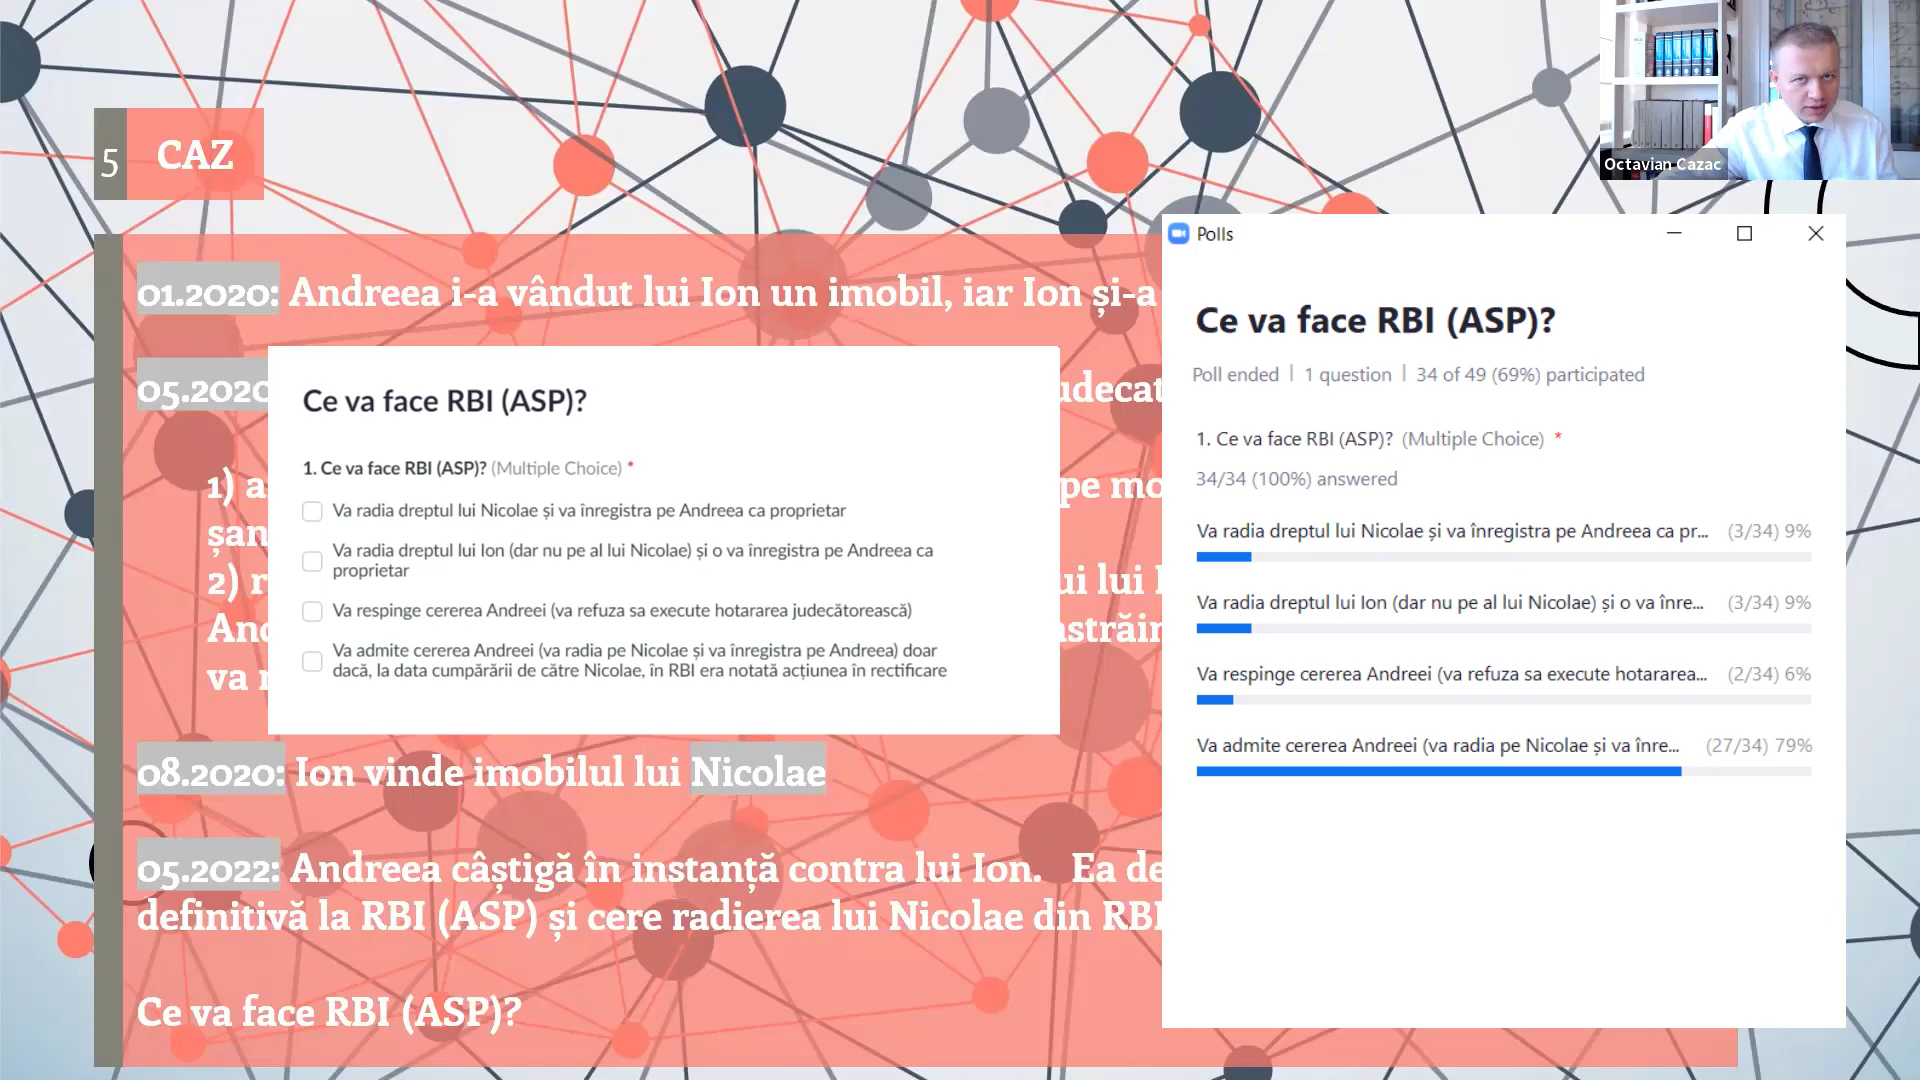 5
CAZ
01.2020: Andreea i-a vândut lui Ion un imobil, iar Ion și-a
05.2020
1) a
pe
șan
2) r
ui lui
va
08.2020: Ion vinde imobilul lui Nicolae
05.2022: Andreea câștigă în instanță contra lui Ion. Ea de
definitivă la RBI (ASP) și cere radierea lui Nicolae din RBI
Ce va face RBI (ASP)?
Ce va face RBI (ASP)?
1. Ce va face RBI (ASP)? (Multiple Choice) *
Va radia dreptul lui Nicolae și va înregistra pe Andreea ca proprietar
Va radia dreptul lui Ion (dar nu pe al lui Nicolae) și o va înregistra pe Andreea ca
proprietar
Va respinge cererea Andreei (va refuza sa execute hotararea judecătorească)
Va admite cererea Andreei (va radia pe Nicolae și va înregistra pe Andreea) doar
dacă, la data cumpărării de către Nicolae, în RBI era notată acțiunea în rectificare
Octavian Cazac
Polls
Ce va face RBI (ASP)?
Poll ended | 1 question | 34 of 49 (69%) participated
1. Ce va face RBI (ASP)? (Multiple Choice) *
34/34 (100%) answered
Va radia dreptul lui Nicolae și va înregistra pe Andreea ca pr... (3/34) 9%
Va radia dreptul lui Ion (dar nu pe al lui Nicolae) și o va înre... (3/34) 9%
Va respinge cererea Andreei (va refuza sa execute hotararea... (2/34) 6%
Va admite cererea Andreei (va radia pe Nicolae și va înre... (27/34) 79%